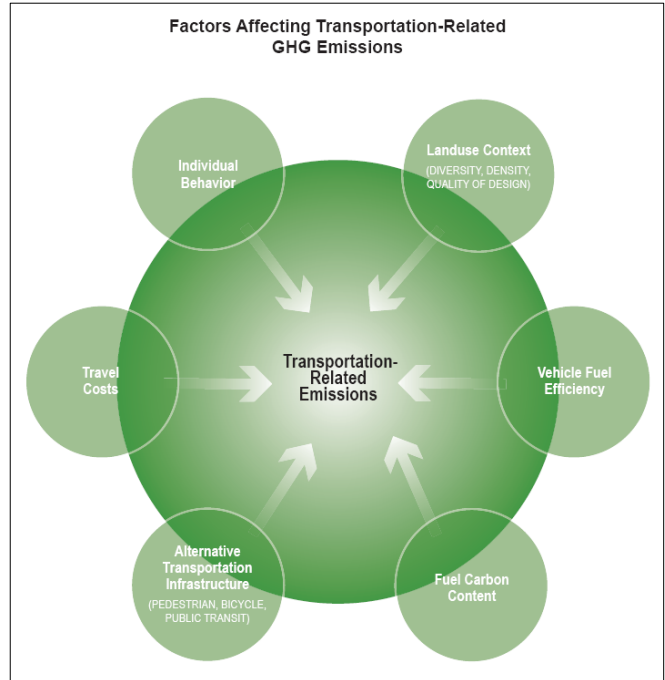 Factors Affecting Transportation-Related
GHG Emissions
Individual
Behavior
Landuse Context
(DIVERSITY, DENSITY,
QUALITY OF DESIGN)
Travel
Costs
Transportation-
Related
Emissions
Vehicle Fuel
Efficiency
Alternative
Transportation
Infrastructure
(PEDESTRIAN, BICYCLE,
PUBLIC TRANSIT)
Fuel Carbon
Content